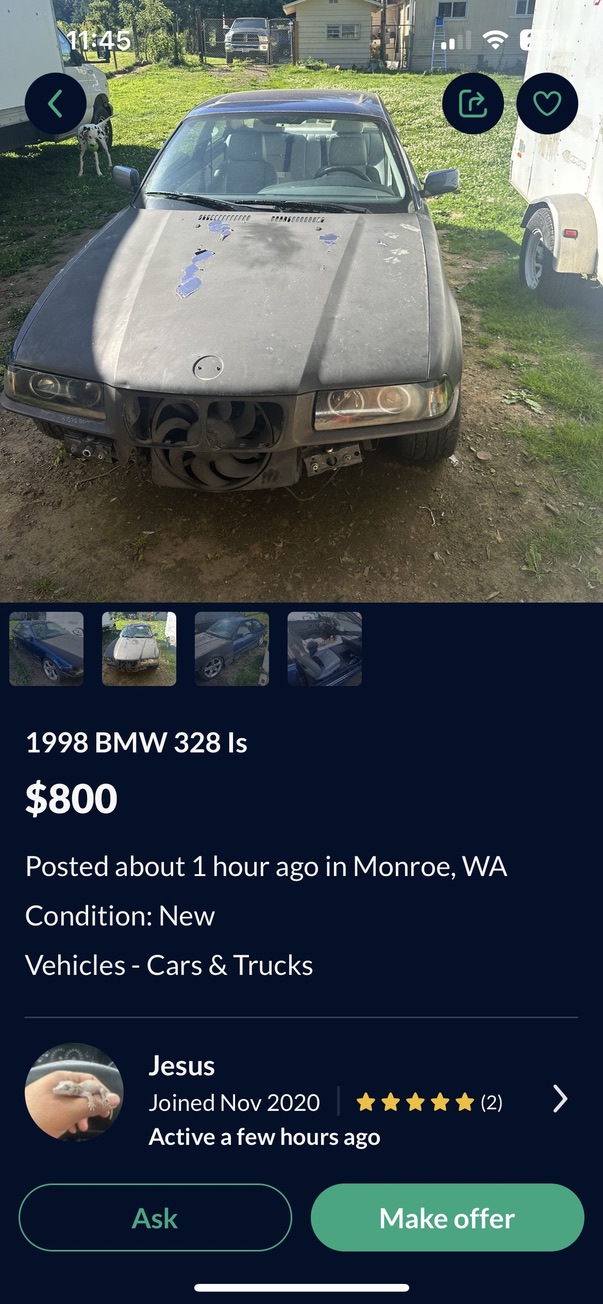 11:45
1998 BMW 328 ls
$800
Posted about 1 hour ago in Monroe, WA
Condition: New
Vehicles - Cars & Trucks
Jesus
Joined Nov 2020 | (2)
Active a few hours ago
Ask
Make offer